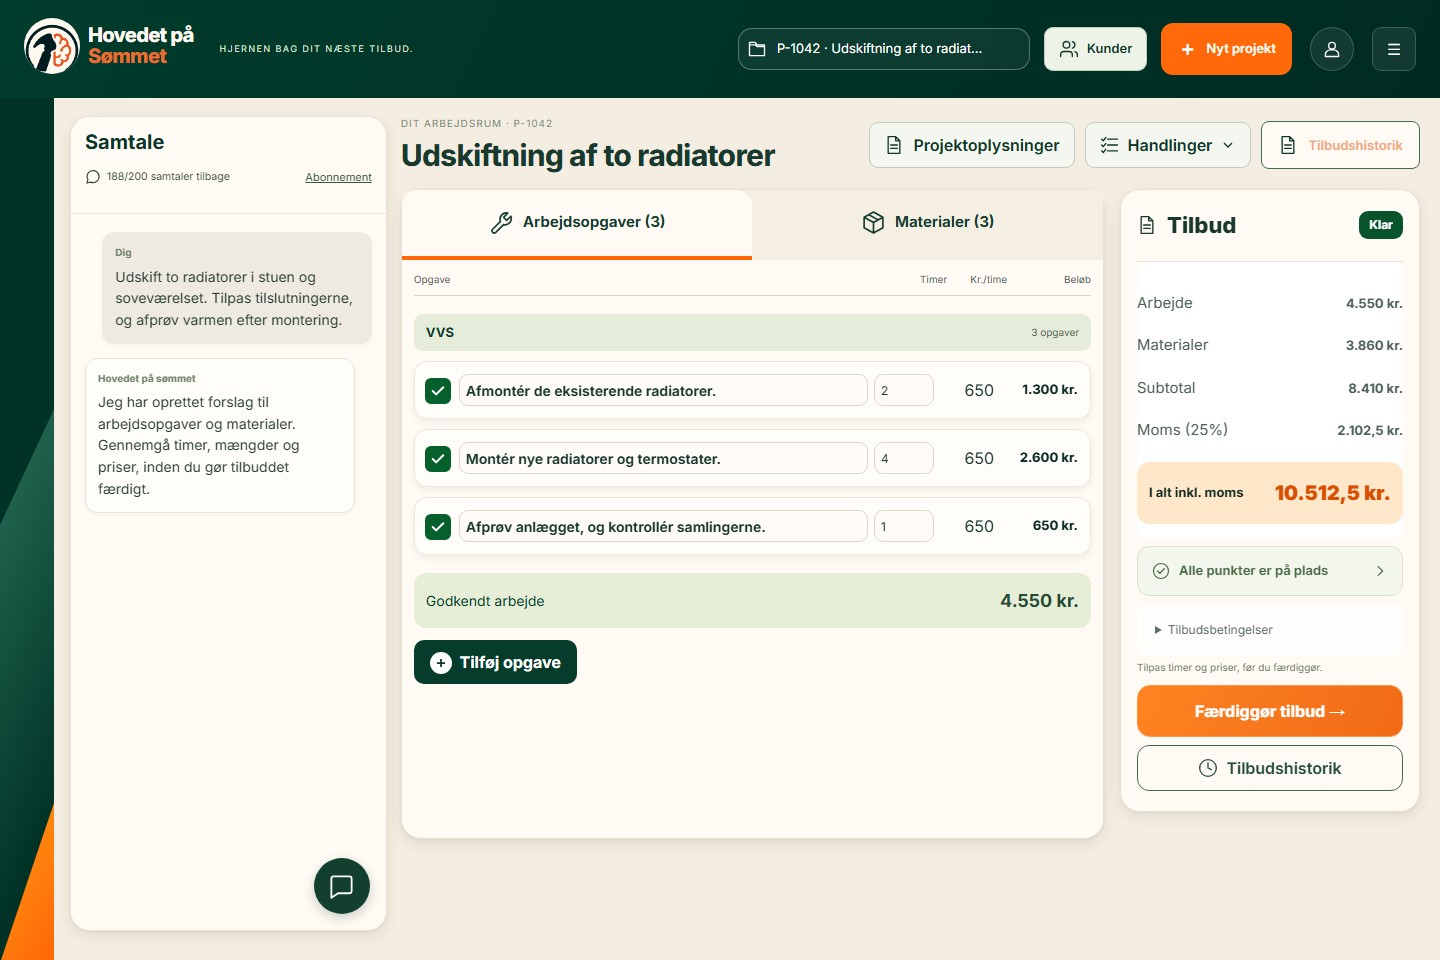 Hovedet på
Sømmet
HJERNEN BAG DIT NÆSTE TILBUD.
P-1042 · Udskiftning af to radiat...
Kunder
Nyt projekt
Samtale
188/200 samtaler tilbage
Abonnement
Dig
Udskift to radiatorer i stuen og
soveværelset. Tilpas tilslutningerne,
og afprøv varmen efter montering.
Hovedet på sømmet
Jeg har oprettet forslag til
arbejdsopgaver og materialer.
Gennemgå timer, mængder og
priser, inden du gør tilbuddet
færdigt.
DIT ARBEJDSRUM · P-1042
Udskiftning af to radiatorer
Projektoplysninger
Handlinger
Tilbudshistorik
Arbejdsopgaver (3)
Materialer (3)
Opgave Timer Kr./time Beløb
VVS 3 opgaver
Afmontér de eksisterende radiatorer. 2 650 1.300 kr.
Montér nye radiatorer og termostater. 4 650 2.600 kr.
Afprøv anlægget, og kontrollér samlingerne. 1 650 650 kr.
Godkendt arbejde 4.550 kr.
Tilføj opgave
Tilbud
Klar
Arbejde 4.550 kr.
Materialer 3.860 kr.
Subtotal 8.410 kr.
Moms (25%) 2.102,5 kr.
I alt inkl. moms 10.512,5 kr.
Alle punkter er på plads
Tilbudsbetingelser
Tilpas timer og priser, før du færdiggør.
Færdiggør tilbud →
Tilbudshistorik